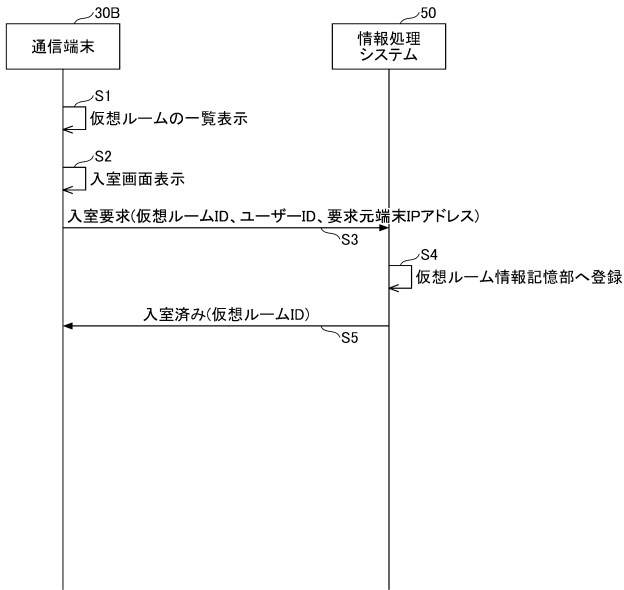 30B
50
通信端末
情報処理
システム
S1
仮想ルームの一覧表示
S2
入室画面表示
入室要求(仮想ルームID、ユーザーID、要求元端末IPアドレス)
S3
S4
仮想ルーム情報記憶部へ登録
入室済み(仮想ルームID)
S5